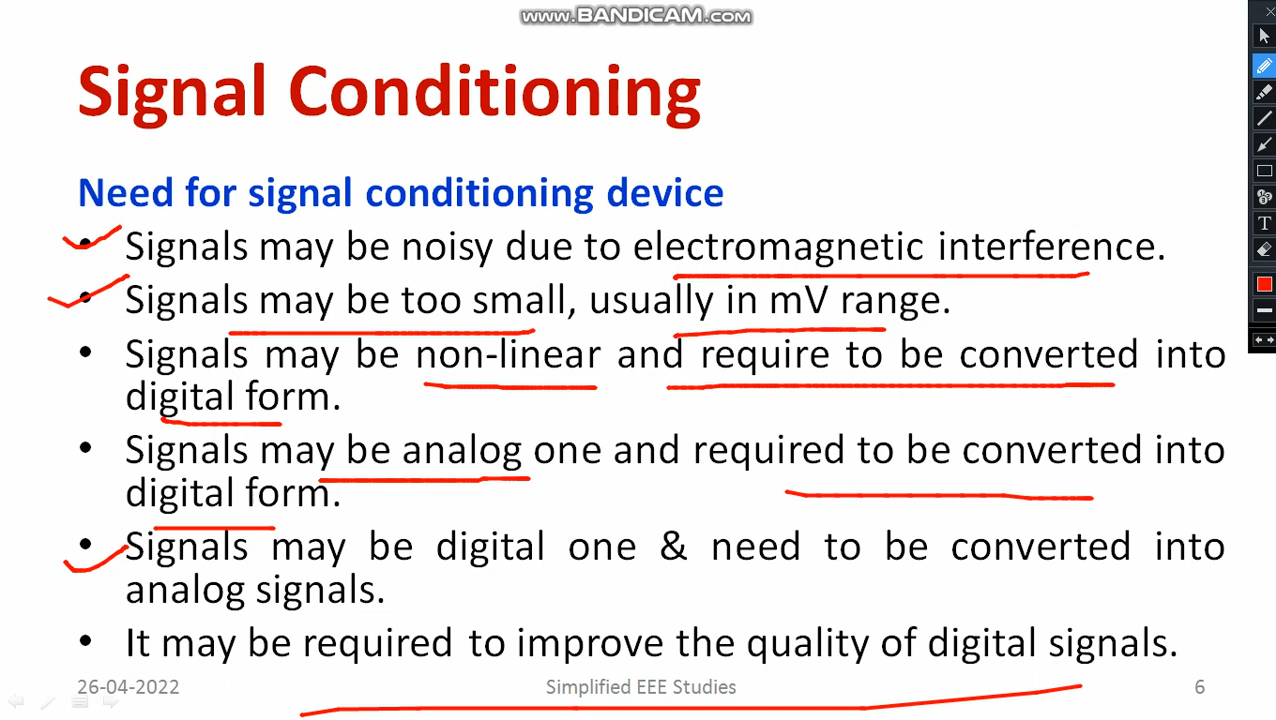 www.BANDICAM.com
Signal Conditioning
Need for signal conditioning device
• Signals may be noisy due to electromagnetic interference.
• Signals may be too small, usually in mV range.
• Signals may be non-linear and require to be converted into
digital form.
• Signals may be analog one and required to be converted into
digital form.
• Signals may be digital one & need to be converted into
analog signals.
• It may be required to improve the quality of digital signals.
26-04-2022 Simplified EEE Studies 6